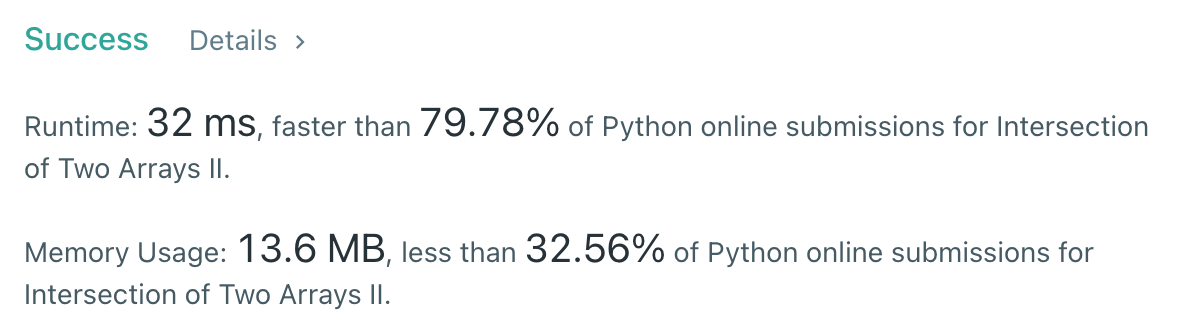 Success Details >
Runtime: 32 ms, faster than 79.78% of Python online submissions for Intersection
of Two Arrays II.
Memory Usage: 13.6 MB, less than 32.56% of Python online submissions for
Intersection of Two Arrays II.